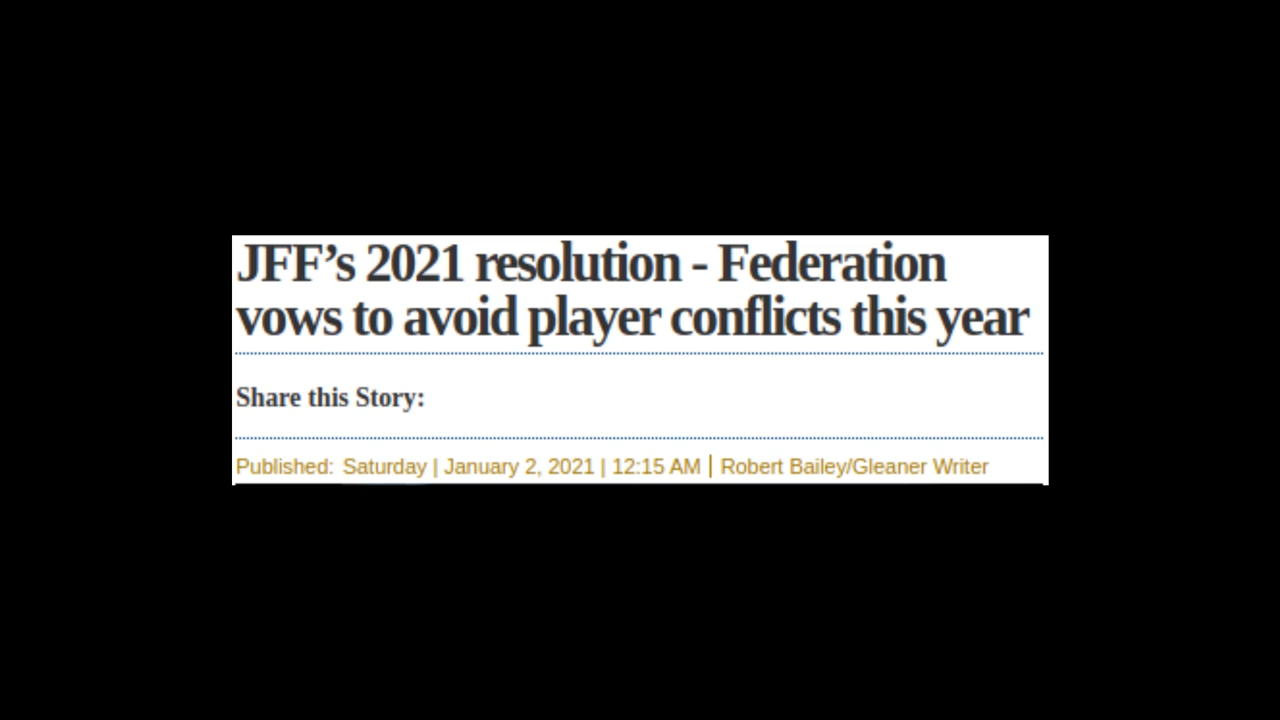 JFF’s 2021 resolution - Federation
vows to avoid player conflicts this year
Share this Story:
Published: Saturday | January 2, 2021 | 12:15 AM | Robert Bailey/Gleaner Writer